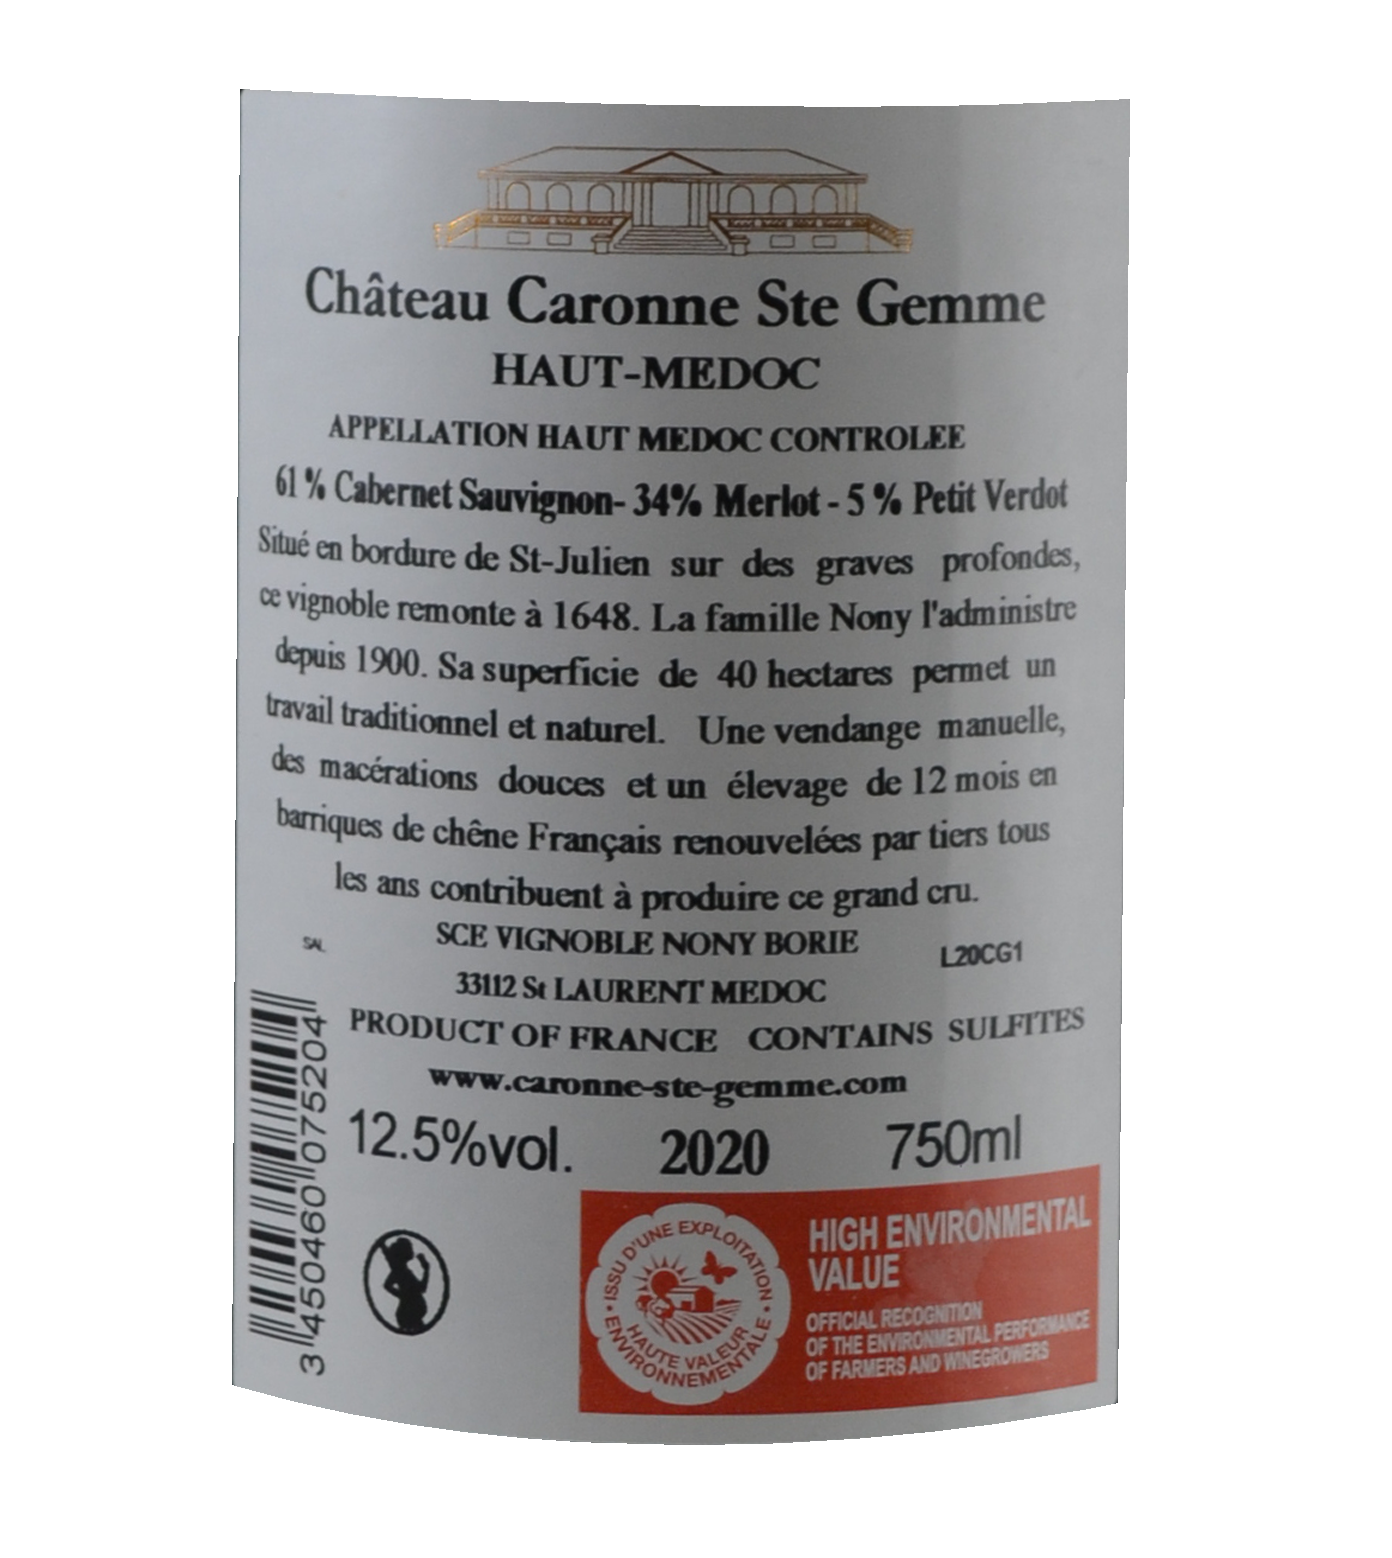 Château Caronne Ste Gemme
HAUT-MEDOC
APPELLATION HAUT MEDOC CONTROLEE
61 % Cabernet Sauvignon- 34% Merlot - 5 % Petit Verdot
Situé en bordure de St-Julien sur des graves profondes,
ce vignoble remonte à 1648. La famille Nony l'administre
depuis 1900. Sa superficie de 40 hectares permet un
travail traditionnel et naturel. Une vendange manuelle,
des macérations douces et un élevage de 12 mois en
barriques de chêne Français renouvelées par tiers tous
les ans contribuent à produire ce grand cru.
SCE VIGNOBLE NONY BORIE
SAL
L20CG1
33112 St LAURENT MEDOC
PRODUCT OF FRANCE CONTAINS SULFITES
www.caronne-ste-gemme.com
12.5%vol. 2020 750ml
3 450460 075204
ISSU D'UNE EXPLOITATION
HAUTE VALEUR
ENVIRONNEMENTALE
HIGH ENVIRONMENTAL
VALUE
OFFICIAL RECOGNITION
OF THE ENVIRONMENTAL PERFORMANCE
OF FARMERS AND WINEGROWERS